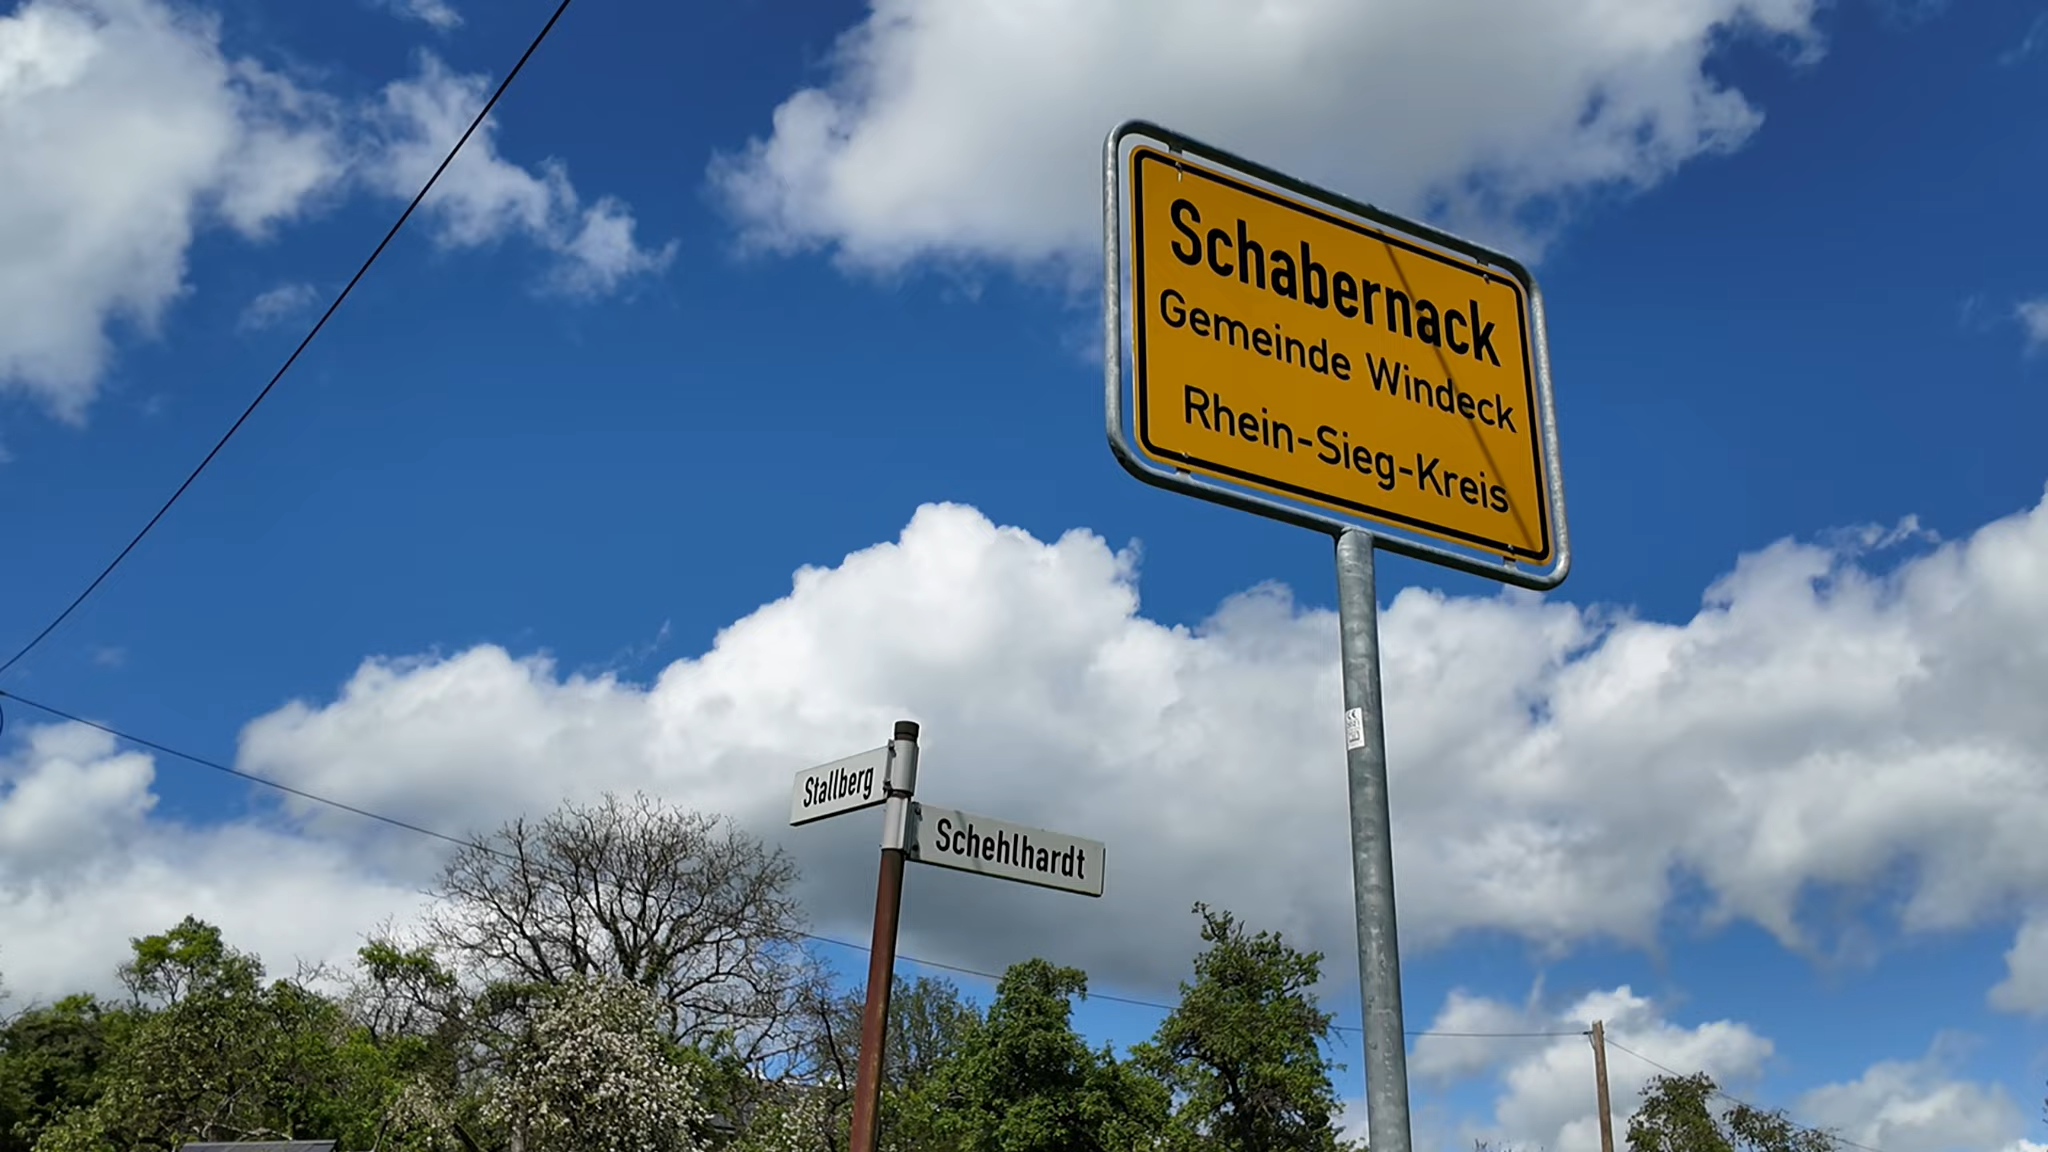 Schabernack
Gemeinde Windeck
Rhein-Sieg-Kreis
Stallberg
Schehlhardt